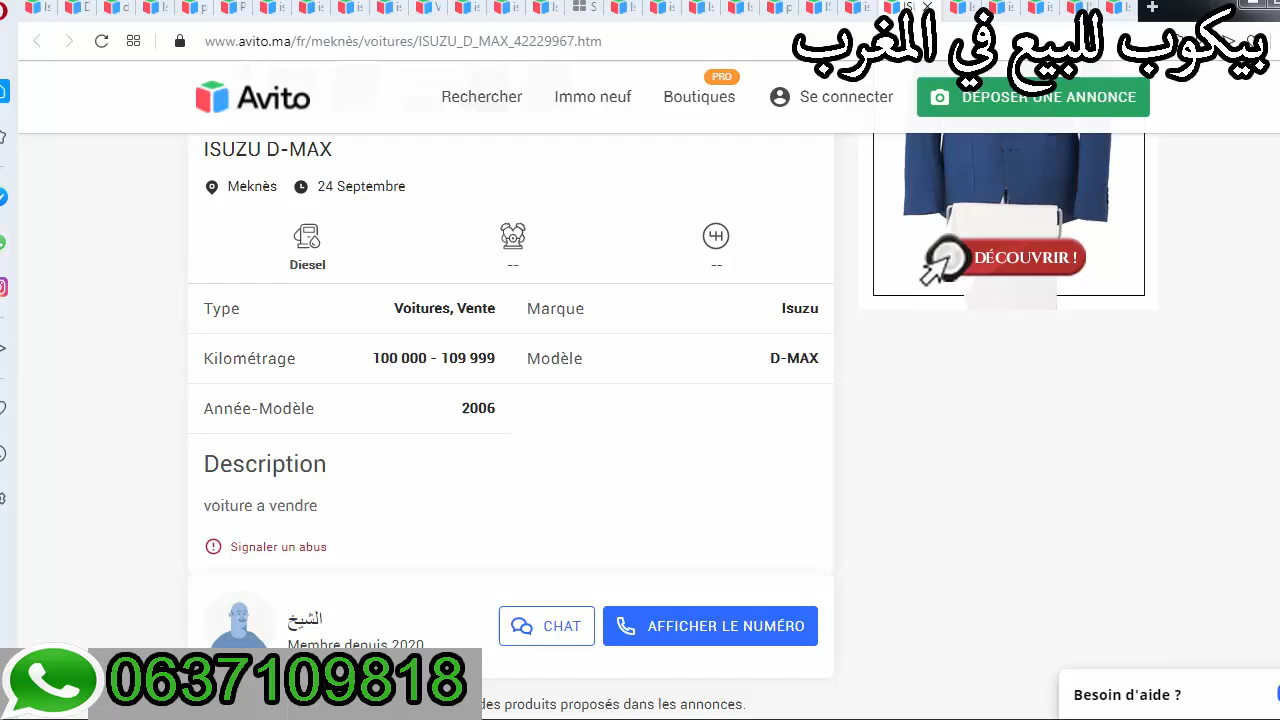 بيكوب للبيع في المغرب
www.avito.ma/fr/meknès/voitures/ISUZU_D_MAX_42229967.htm
Avito
Rechercher
Immo neuf
PRO
Boutiques
Se connecter
DÉPOSER UNE ANNONCE
ISUZU D-MAX
Meknès
24 Septembre
Diesel
--
--
DÉCOUVRIR !
Type Voitures, Vente
Marque Isuzu
Kilométrage 100 000 - 109 999
Modèle D-MAX
Année-Modèle 2006
Description
voiture a vendre
Signaler un abus
الشيخ
Membre depuis 2020
CHAT
AFFICHER LE NUMÉRO
0637109818
des produits proposés dans les annonces.
Besoin d'aide ?